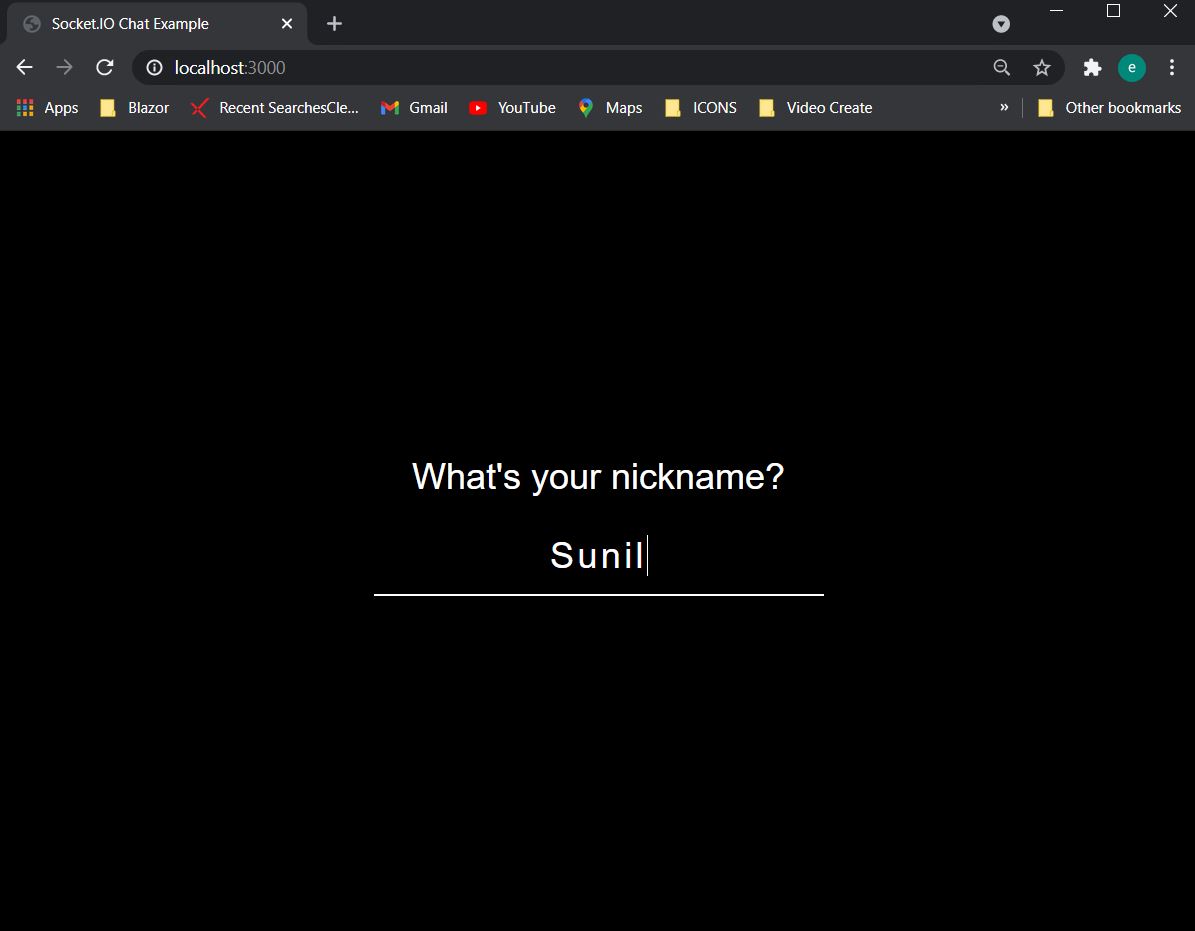 Socket.IO Chat Example
localhost:3000
e
Apps Blazor Recent SearchesCle... Gmail YouTube Maps ICONS Video Create » Other bookmarks
What's your nickname?
Sunil